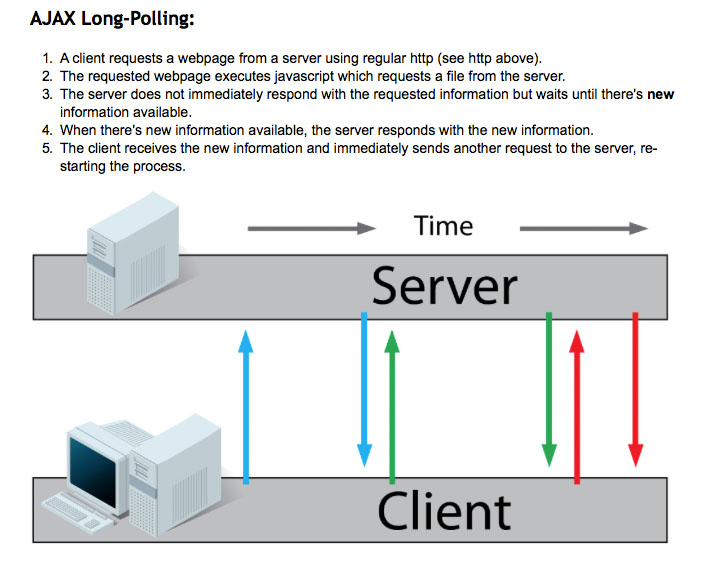 AJAX Long-Polling:
1. A client requests a webpage from a server using regular http (see http above).
2. The requested webpage executes javascript which requests a file from the server.
3. The server does not immediately respond with the requested information but waits until there's new
information available.
4. When there's new information available, the server responds with the new information.
5. The client receives the new information and immediately sends another request to the server, re-
starting the process.
Time
Server
Client